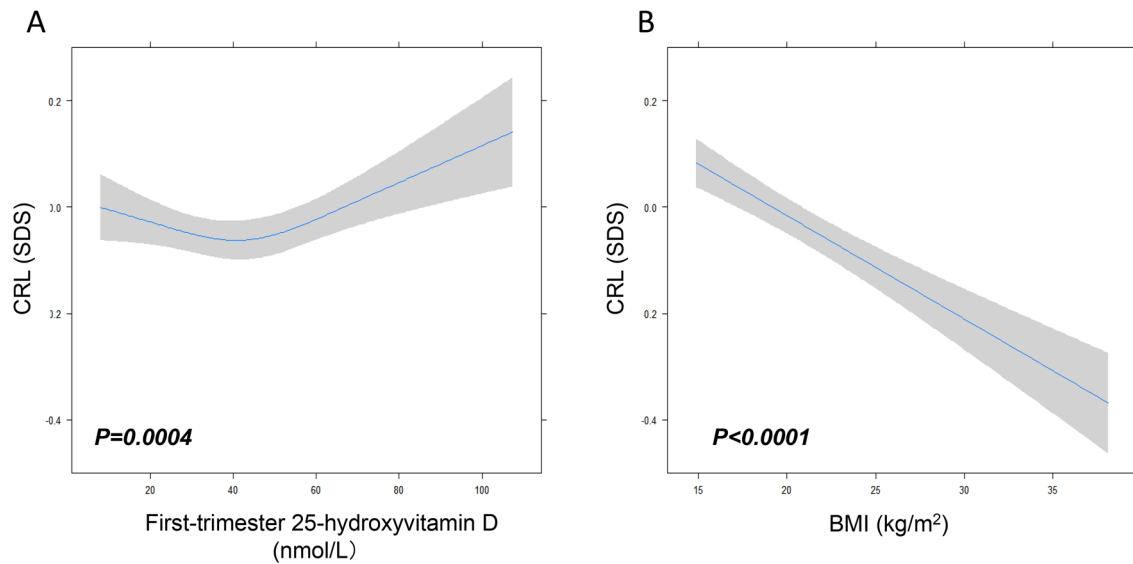 A
B
CRL (SDS)
0.2
0.0
0.2
-0.4
P=0.0004
20
40
60
80
100
First-trimester 25-hydroxyvitamin D
(nmol/L）
CRL (SDS)
0.2
0.0
0.2
-0.4
P<0.0001
15
20
25
30
35
BMI (kg/m²)